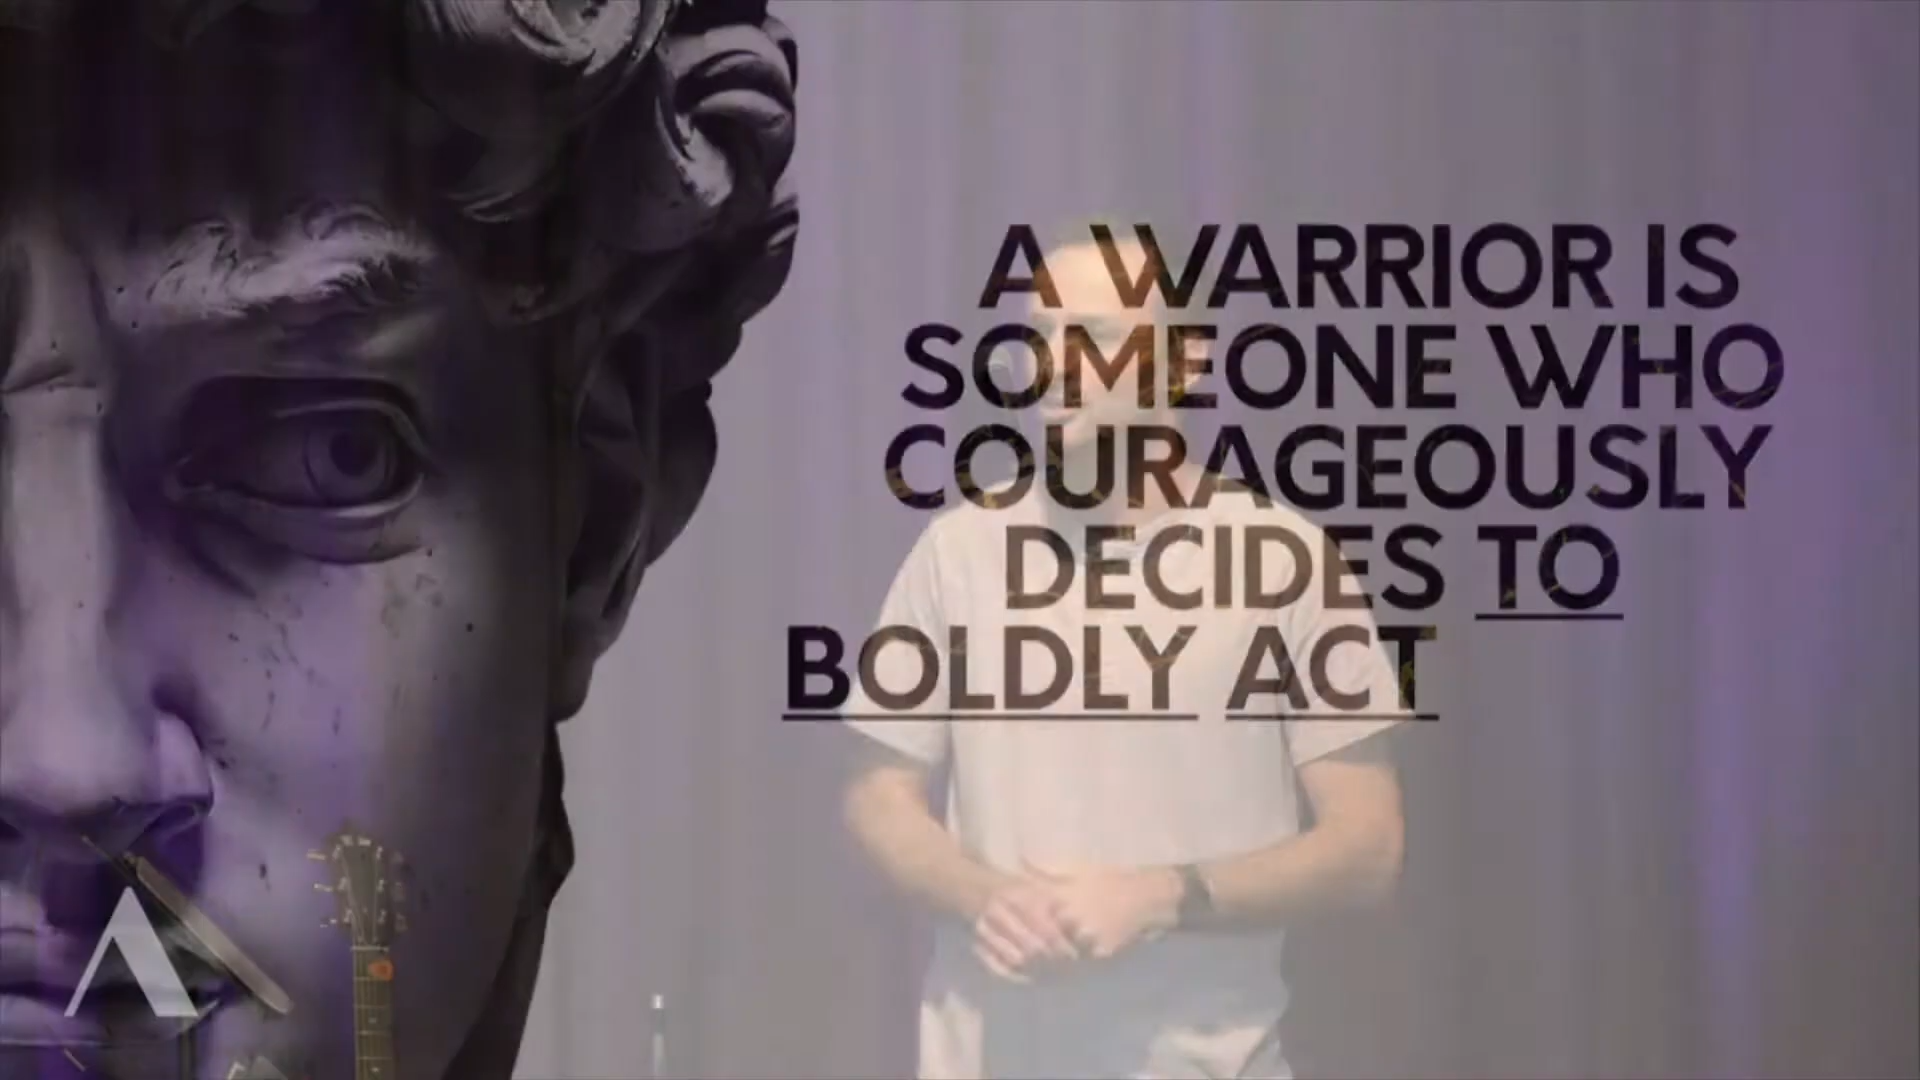 A WARRIOR IS
SOMEONE WHO
COURAGEOUSLY
DECIDES TO
BOLDLY ACT